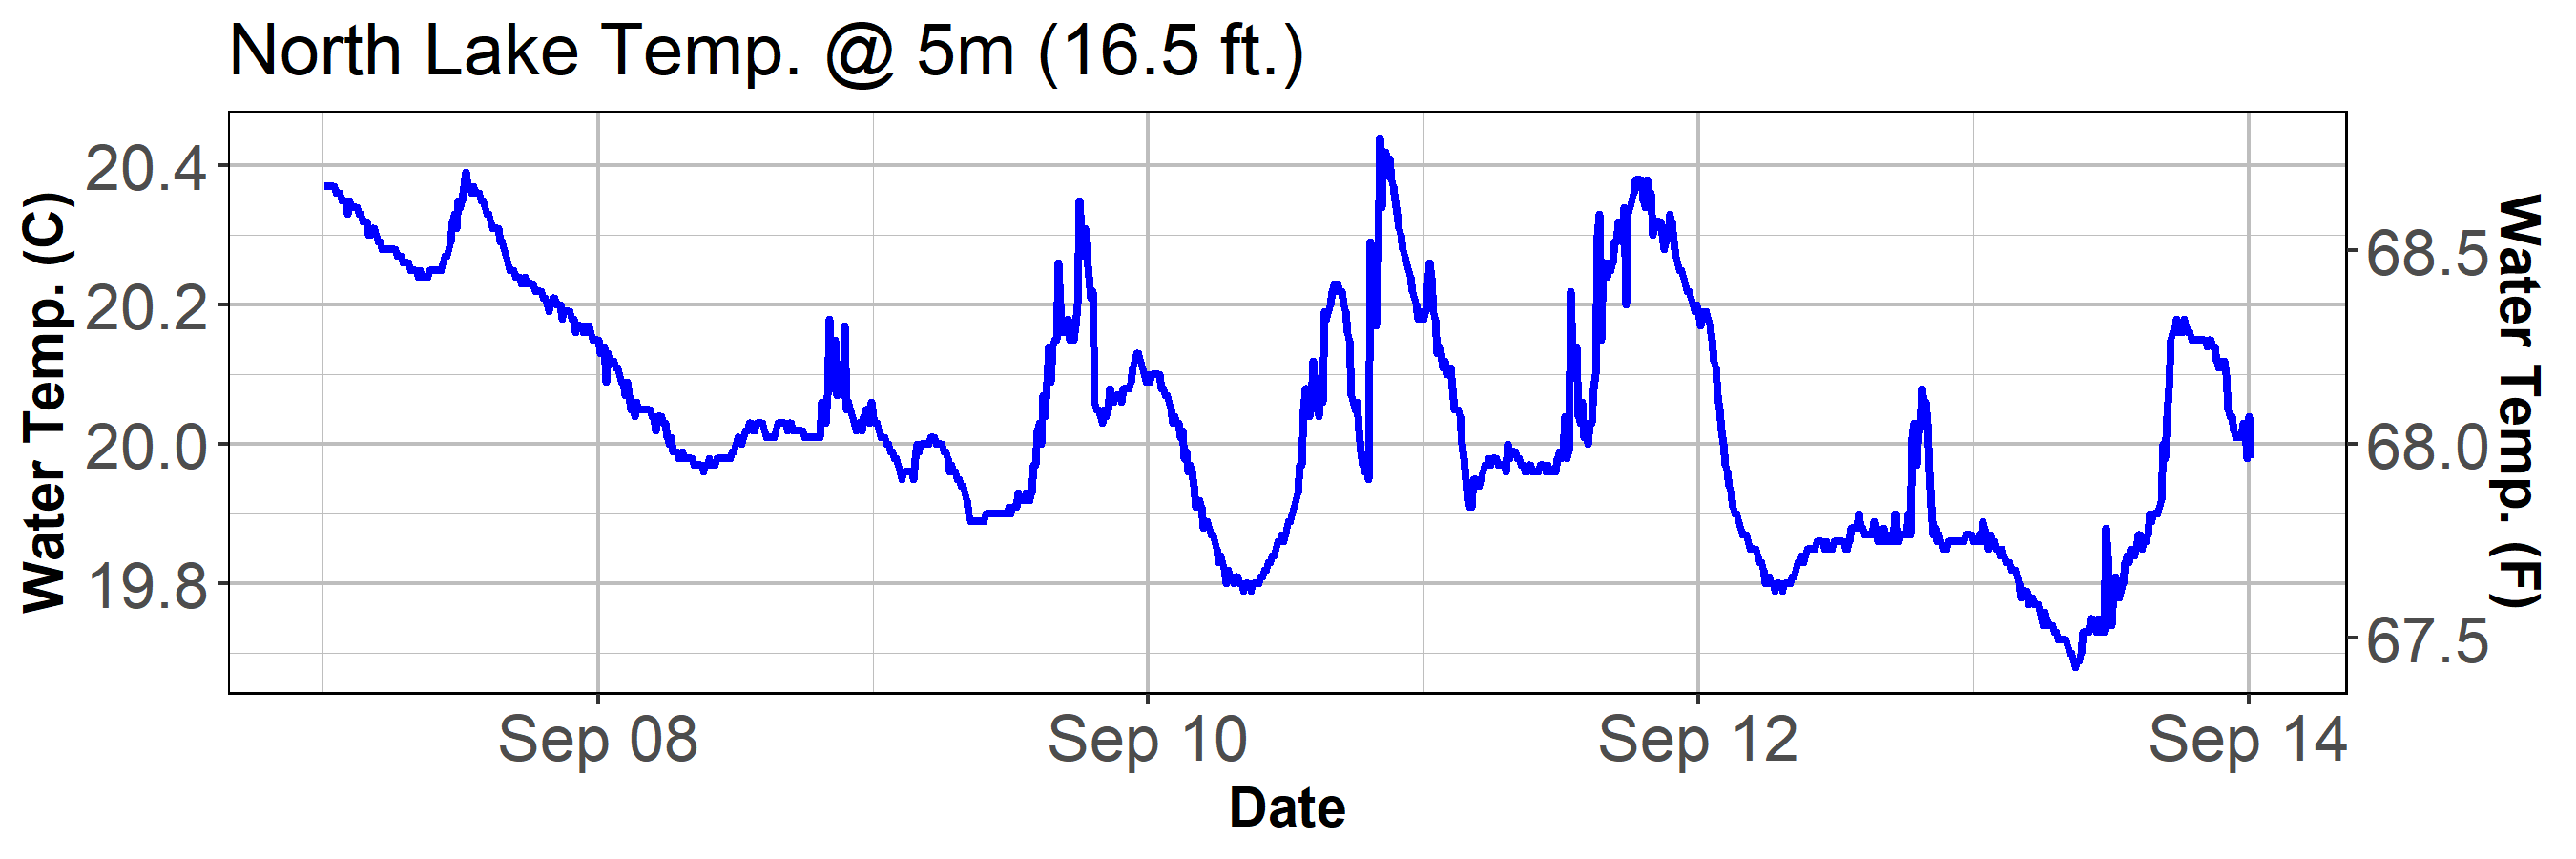 North Lake Temp. @ 5m (16.5 ft.)
Water Temp. (C)
20.4
20.2
20.0
19.8
68.5
68.0
67.5
Water Temp. (F)
Sep 08 Sep 10 Sep 12 Sep 14
Date